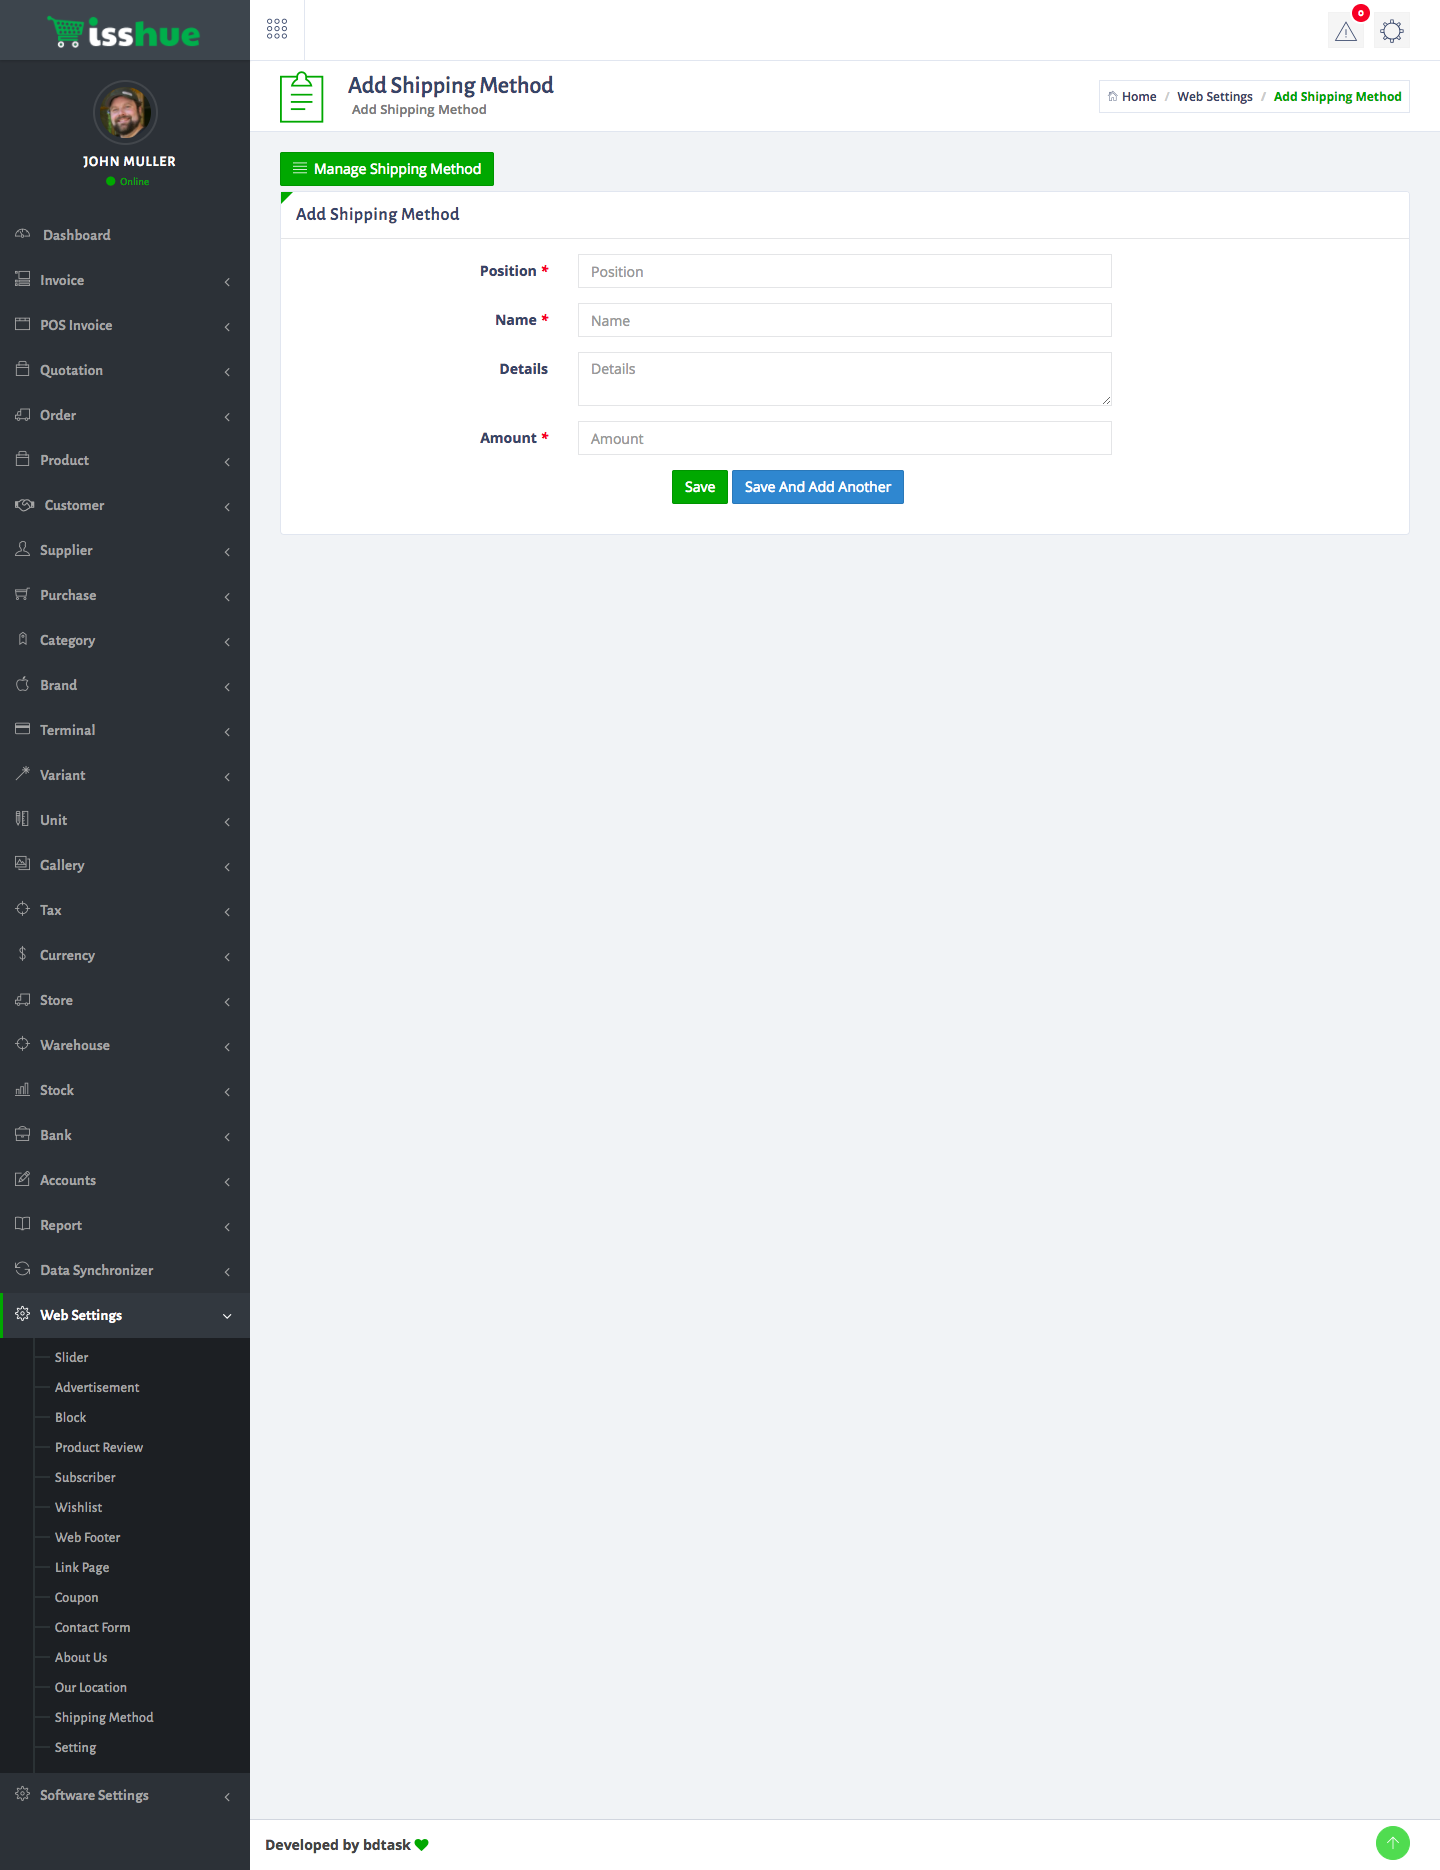 isshue
0
JOHN MULLER
Online
Dashboard
Invoice
POS Invoice
Quotation
Order
Product
Customer
Supplier
Purchase
Category
Brand
Terminal
Variant
Unit
Gallery
Tax
Currency
Store
Warehouse
Stock
Bank
Accounts
Report
Data Synchronizer
Web Settings
Slider
Advertisement
Block
Product Review
Subscriber
Wishlist
Web Footer
Link Page
Coupon
Contact Form
About Us
Our Location
Shipping Method
Setting
Software Settings
Add Shipping Method
Add Shipping Method
Home / Web Settings / Add Shipping Method
Manage Shipping Method
Add Shipping Method
Position * Position
Name * Name
Details Details
Amount * Amount
Save Save And Add Another
Developed by bdtask